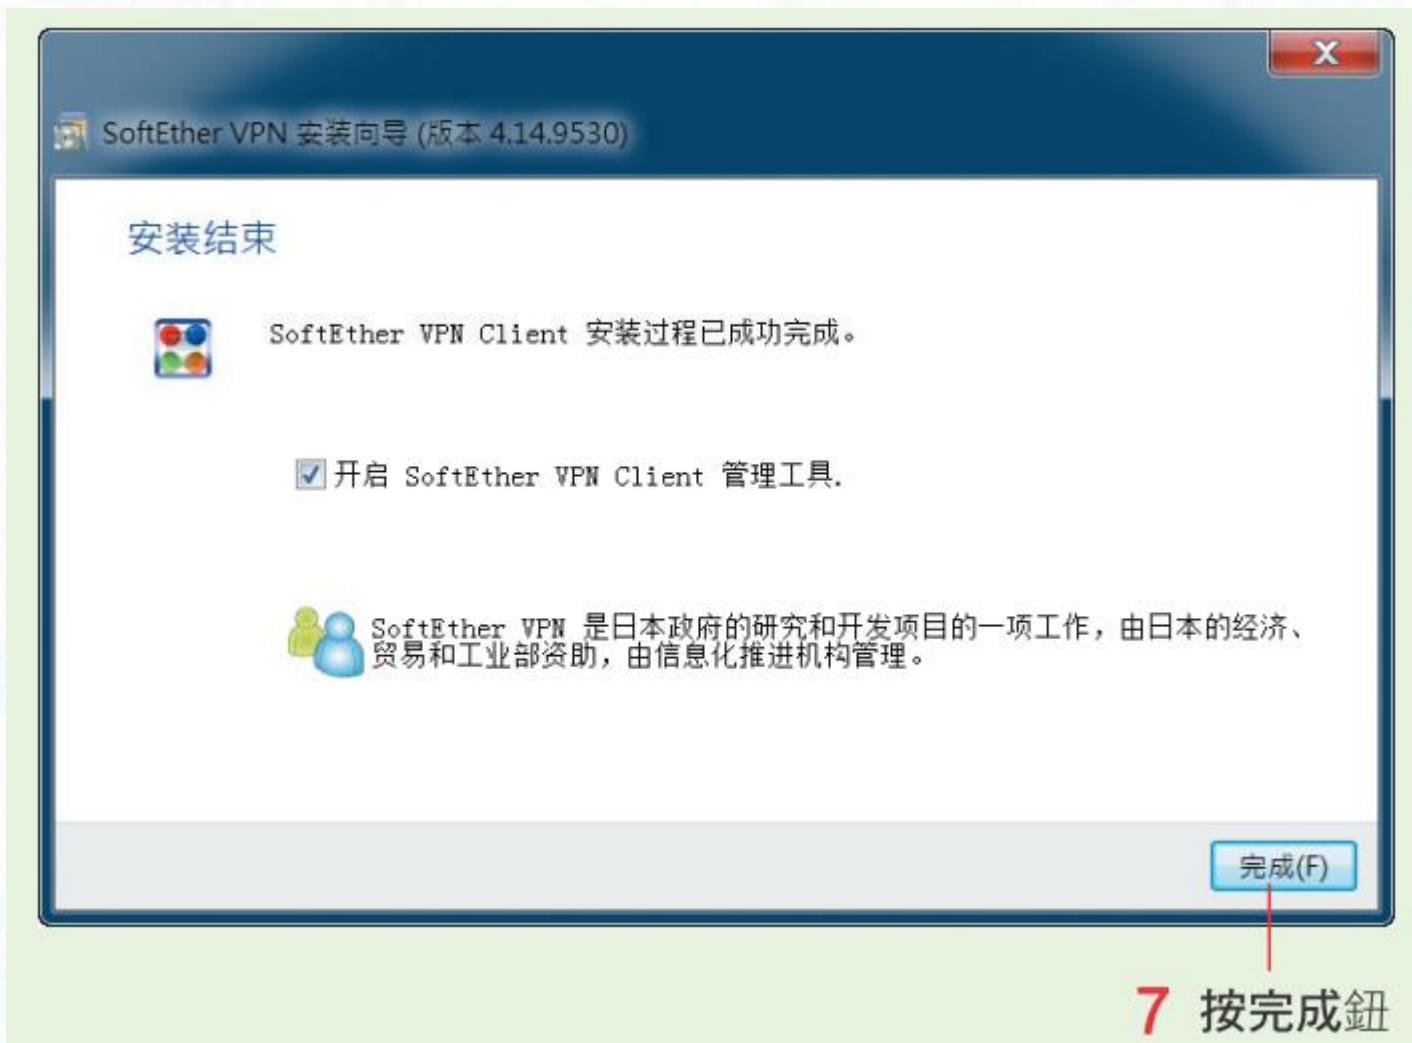 SoftEther VPN 安装向导 (版本 4.14.9530)
安装结束
SoftEther VPN Client 安装过程已成功完成。
开启 SoftEther VPN Client 管理工具.
SoftEther VPN 是日本政府的研究和开发项目的一项工作，由日本的经济、
贸易和工业部资助，由信息化推进机构管理。
完成(F)
7 按完成鈕